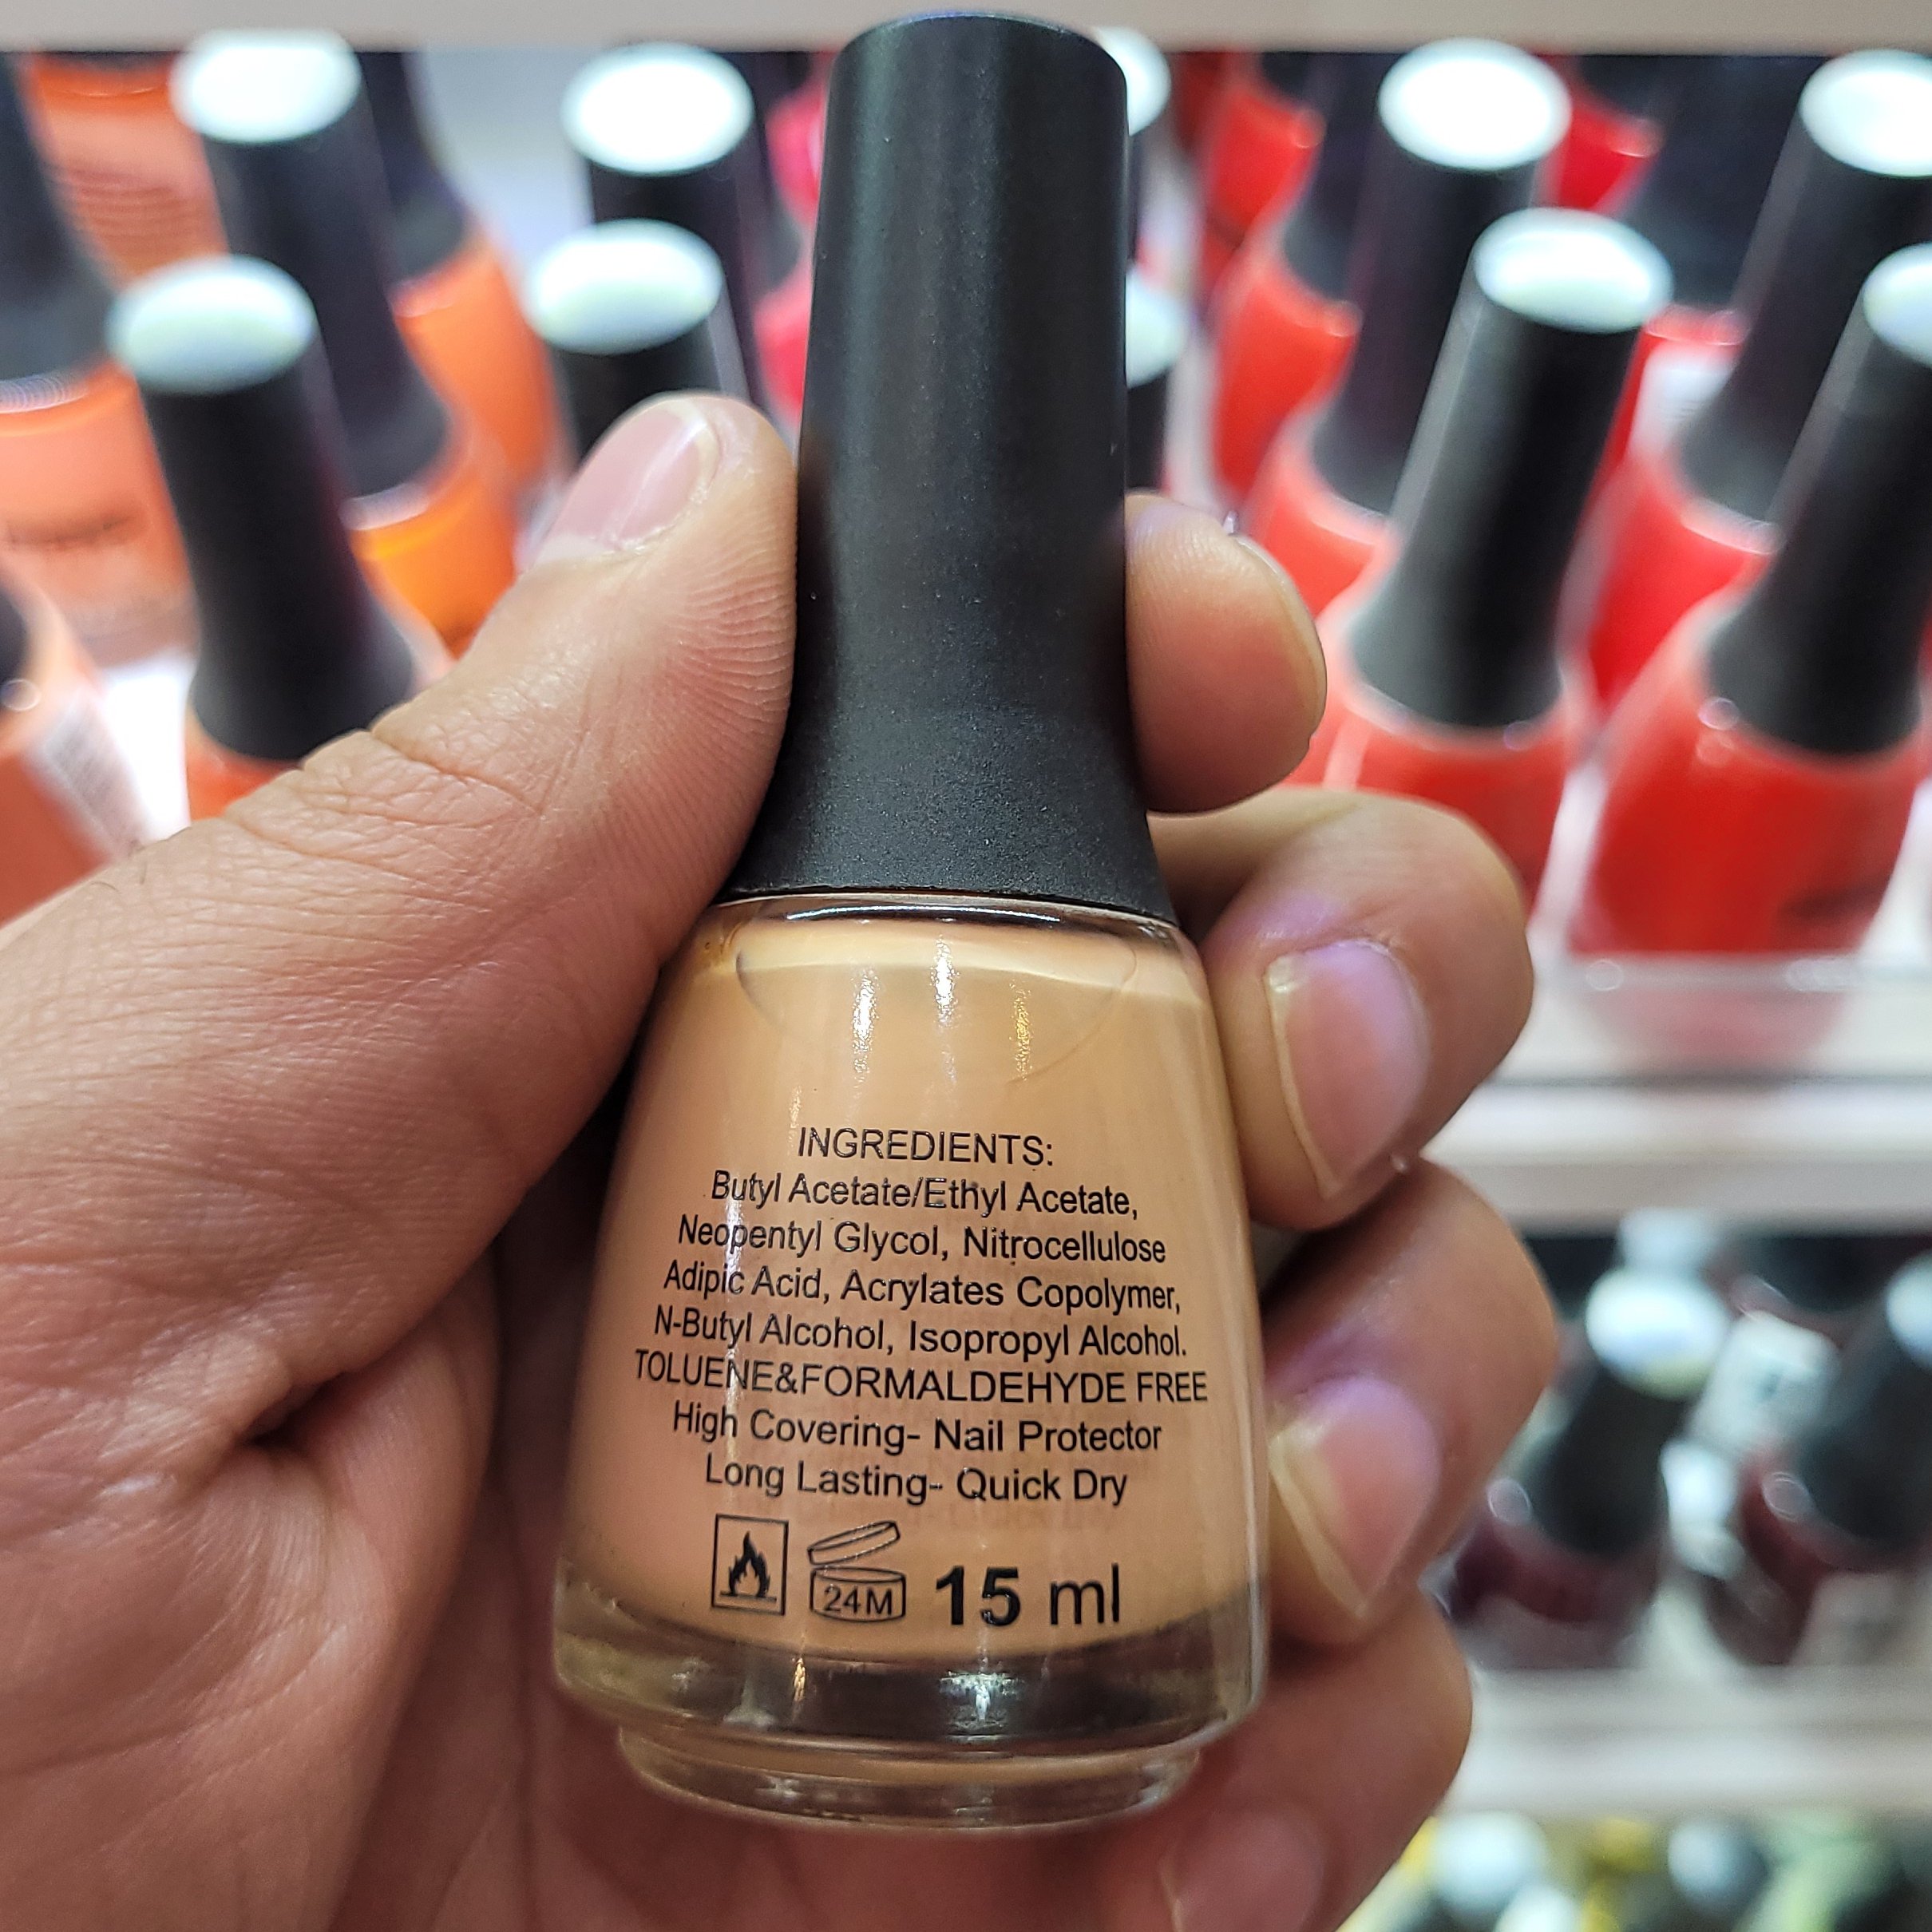 INGREDIENTS:
Butyl Acetate/Ethyl Acetate,
Neopentyl Glycol, Nitrocellulose
Adipic Acid, Acrylates Copolymer,
N-Butyl Alcohol, Isopropyl Alcohol.
TOLUENE&FORMALDEHYDE FREE
High Covering- Nail Protector
Long Lasting- Quick Dry
24M 15 ml